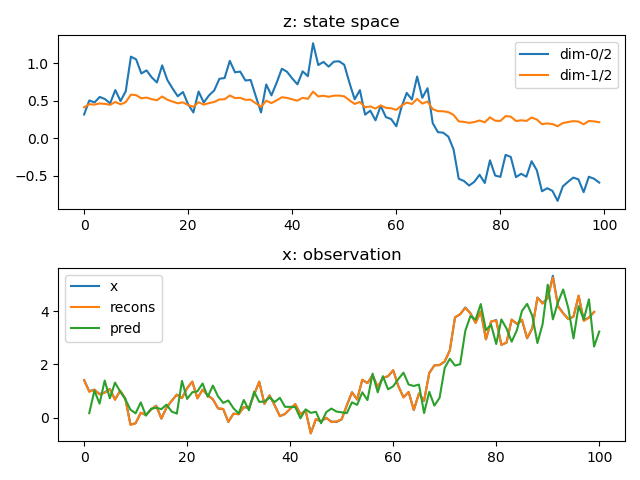 z: state space
1.0
0.5
0.0
−0.5
dim-0/2
dim-1/2
0 20 40 60 80 100
x: observation
4
2
0
x
recons
pred
0 20 40 60 80 100